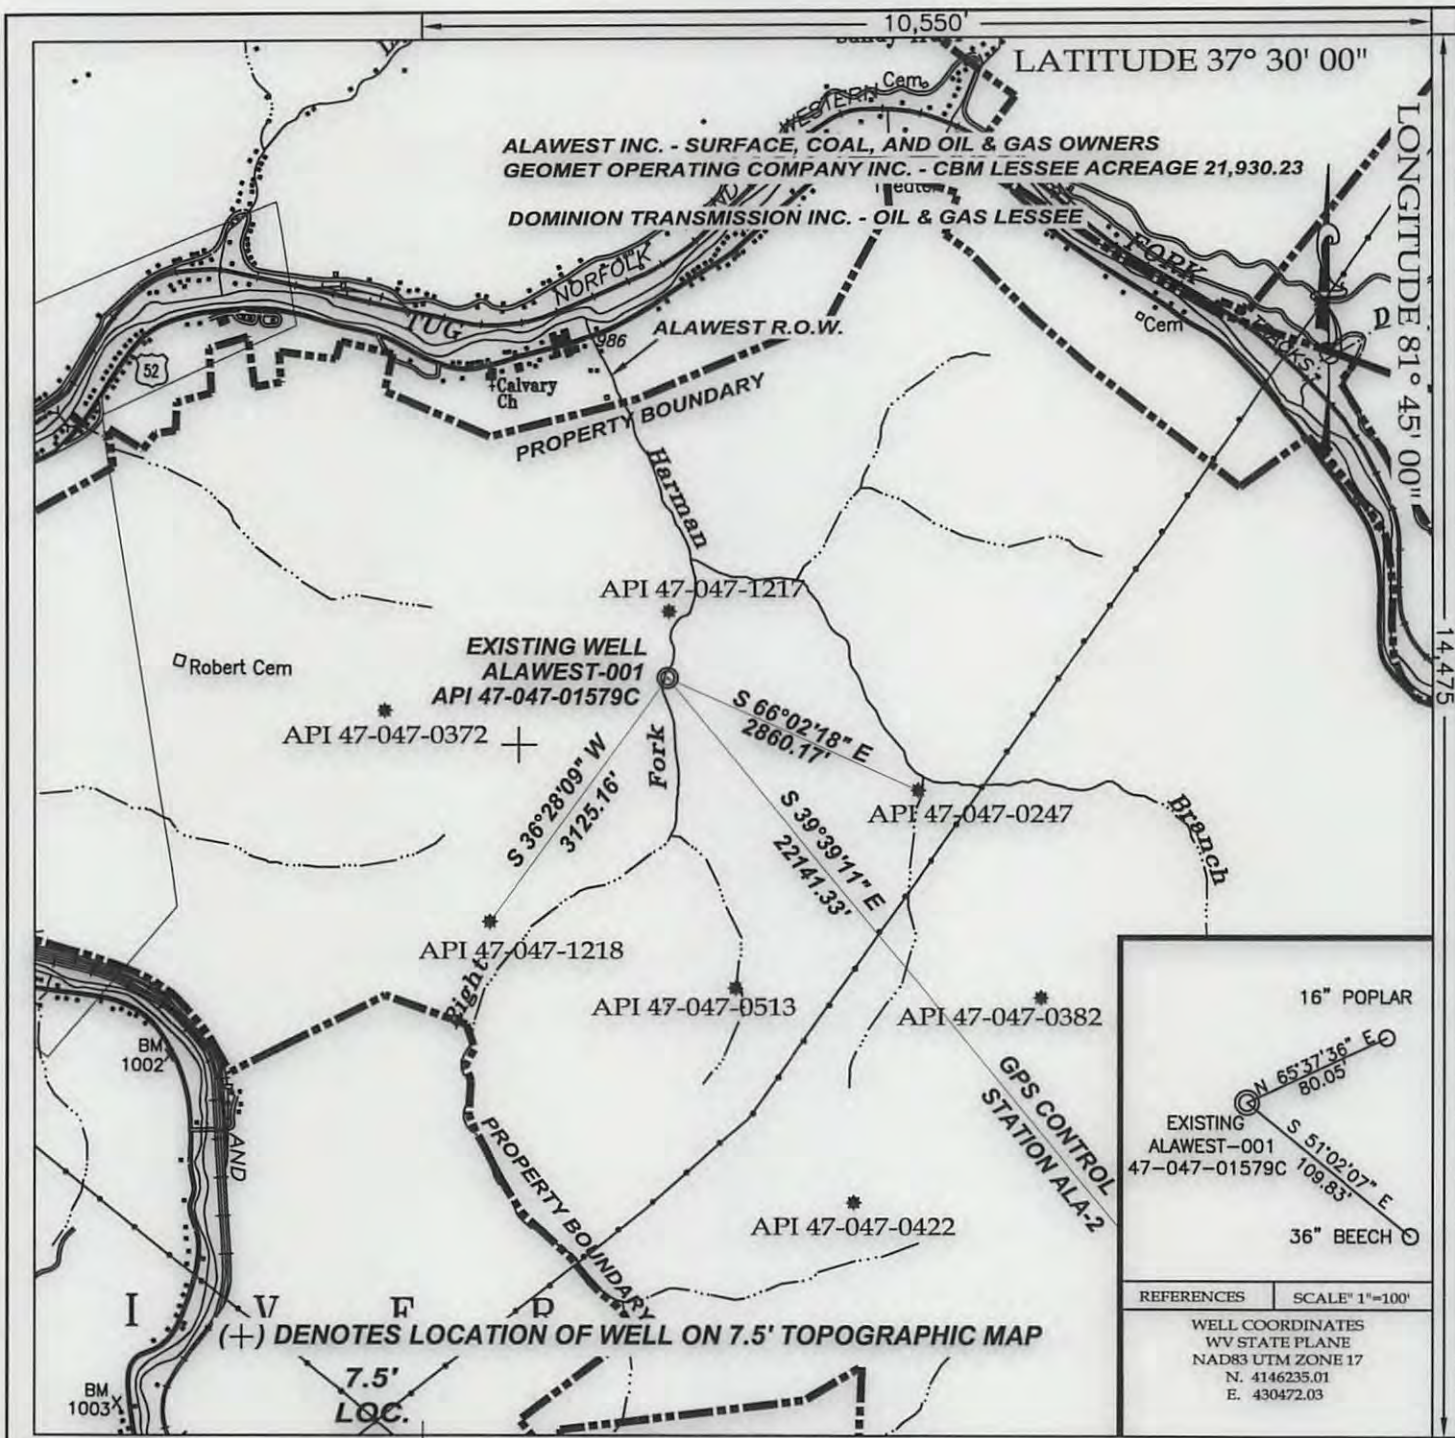 10,550'
LATITUDE 37° 30' 00"
Cem
WESTERN
ALAWEST INC. - SURFACE, COAL, AND OIL & GAS OWNERS
GEOMET OPERATING COMPANY INC. - CBM LESSEE ACREAGE 21,930.23
DOMINION TRANSMISSION INC. - OIL & GAS LESSEE
LONGITUDE 81° 45' 00"
14,475
FORK
NORFOLK
TUG
ALAWEST R.O.W.
986
Cem
52
Calvary
Ch
PROPERTY BOUNDARY
Harman
API 47-047-1217
EXISTING WELL
ALAWEST-001
API 47-047-01579C
Robert Cem
API 47-047-0372
S 66°02'18" E
2860.17'
S 36°28'09" W
3125.16'
Fork
S 39°39'11" E
22141.33'
API 47-047-0247
Branch
API 47-047-1218
Right
API 47-047-0513
API 47-047-0382
BM
1002
GPS CONTROL
STATION ALA-2
AND
PROPERTY BOUNDARY
API 47-047-0422
16" POPLAR
N 65°37'36" E
80.05'
EXISTING
ALAWEST-001
47-047-01579C
S 51°02'07" E
109.83'
36" BEECH
REFERENCES
SCALE" 1"=100'
WELL COORDINATES
WV STATE PLANE
NAD83 UTM ZONE 17
N. 4146235.01
E. 430472.03
I V E R
(+) DENOTES LOCATION OF WELL ON 7.5' TOPOGRAPHIC MAP
7.5'
LOC.
BM
1003